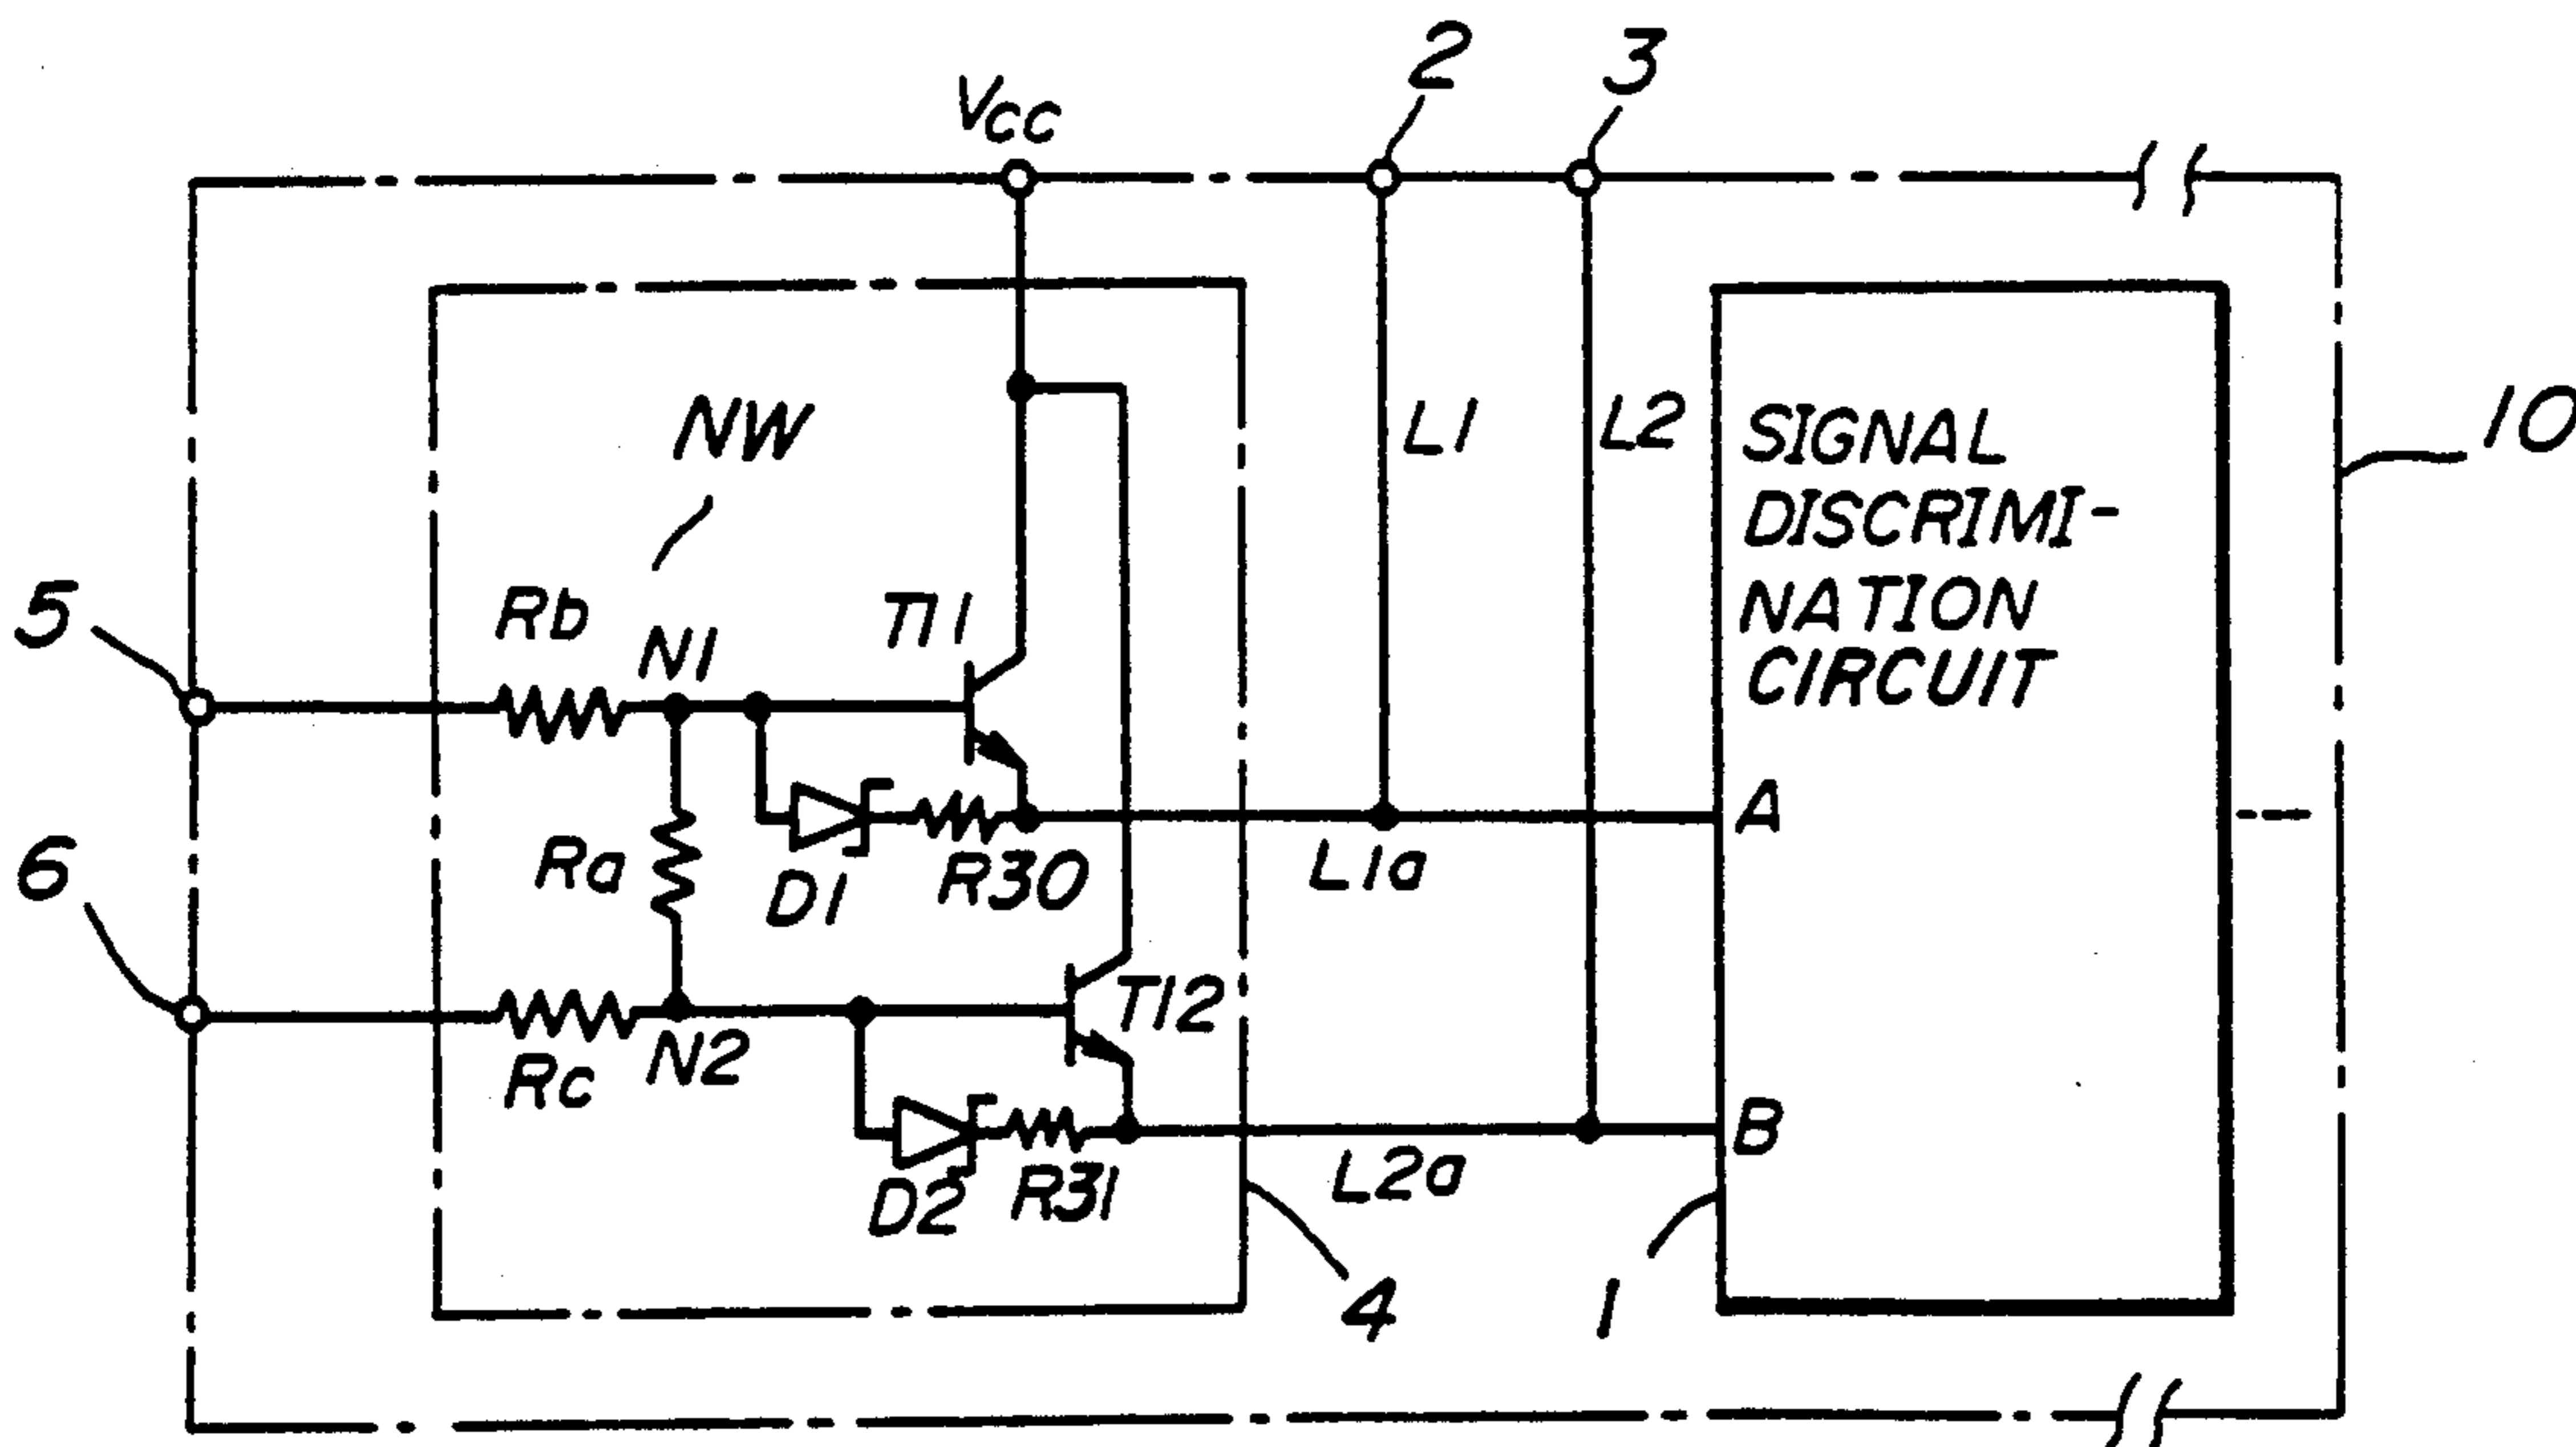 2
3
Vcc
NW
L1
L2
SIGNAL
DISCRIMI-
NATION
CIRCUIT
10
5
Rb
N1
T11
A
6
Ra
D1
R30
L1a
T12
Rc
N2
B
D2
R31
L2a
4
1